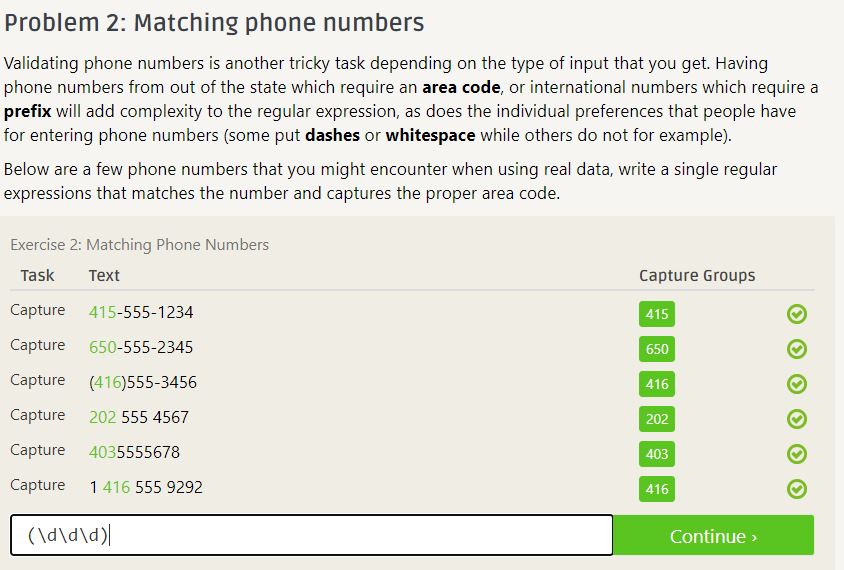 Problem 2: Matching phone numbers
Validating phone numbers is another tricky task depending on the type of input that you get. Having
phone numbers from out of the state which require an area code, or international numbers which require a
prefix will add complexity to the regular expression, as does the individual preferences that people have
for entering phone numbers (some put dashes or whitespace while others do not for example).
Below are a few phone numbers that you might encounter when using real data, write a single regular
expressions that matches the number and captures the proper area code.
Exercise 2: Matching Phone Numbers
Task Text Capture Groups
Capture 415-555-1234 415
Capture 650-555-2345 650
Capture (416)555-3456 416
Capture 202 555 4567 202
Capture 4035555678 403
Capture 1 416 555 9292 416
(\d\d\d) Continue ›